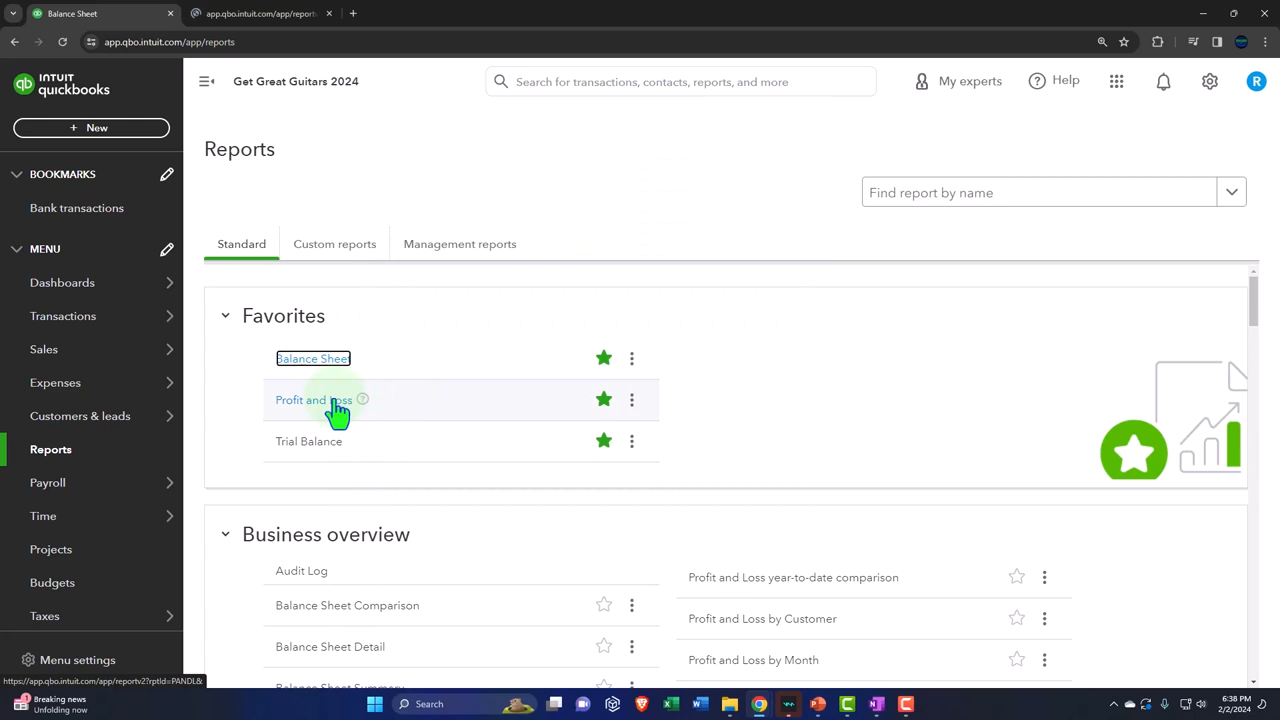 Balance Sheet
app.qbo.intuit.com/app/rep
app.qbo.intuit.com/app/reports
INTUIT
quickbooks
+ New
BOOKMARKS
Bank transactions
MENU
Dashboards
Transactions
Sales
Expenses
Customers & leads
Reports
Payroll
Time
Projects
Budgets
Taxes
Menu settings
https://app.qbo.intuit.com/app/reportv2?rptId=PANDL&
Get Great Guitars 2024
Search for transactions, contacts, reports, and more
My experts
Help
R
Reports
Find report by name
Standard
Custom reports
Management reports
Favorites
Balance Sheet
Profit and Loss
Trial Balance
Business overview
Audit Log
Balance Sheet Comparison
Balance Sheet Detail
Balance Sheet Summary
Profit and Loss year-to-date comparison
Profit and Loss by Customer
Profit and Loss by Month
Breaking news
Unfolding now
Search
6:38 PM
2/2/2024